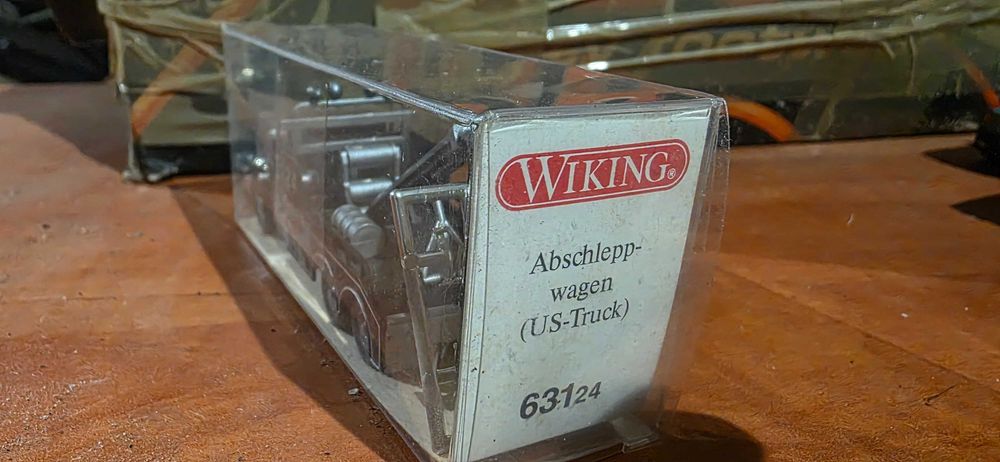 WIKING®
Abschlepp-
wagen
(US-Truck)
63124